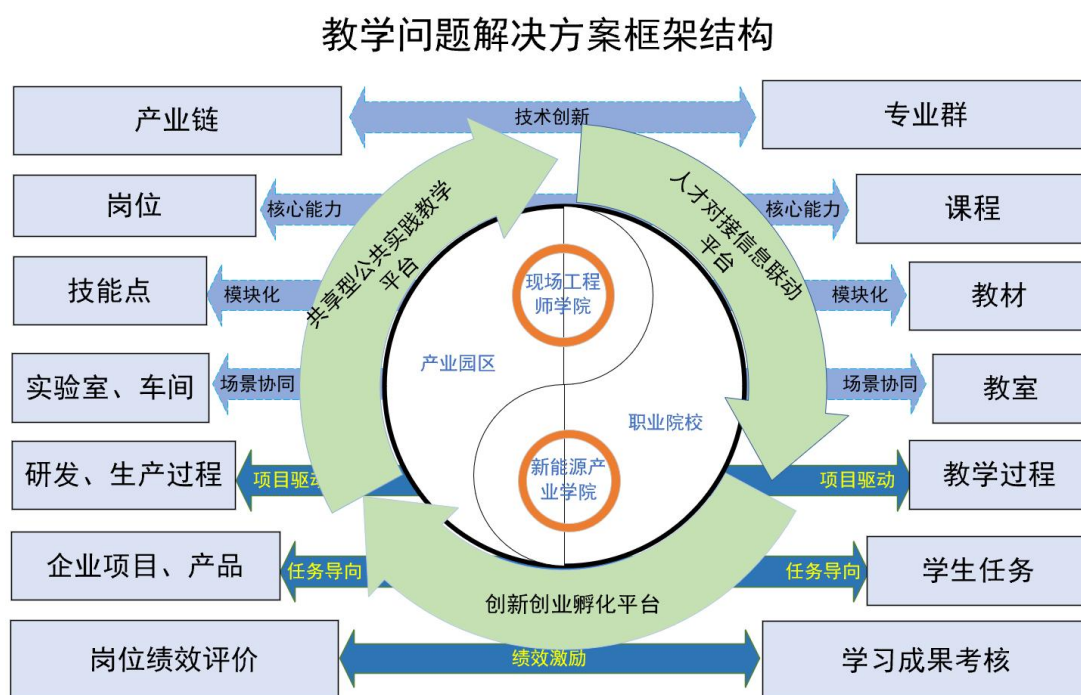 教学问题解决方案框架结构
产业链
技术创新
专业群
岗位
核心能力
核心能力
课程
技能点
模块化
模块化
教材
实验室、车间
场景协同
场景协同
教室
研发、生产过程
项目驱动
项目驱动
教学过程
企业项目、产品
任务导向
任务导向
学生任务
岗位绩效评价
绩效激励
学习成果考核
共享型公共实践教学
平台
人才对接信息联动
平台
创新创业孵化平台
现场工程
师学院
产业园区
职业院校
新能源产
业学院